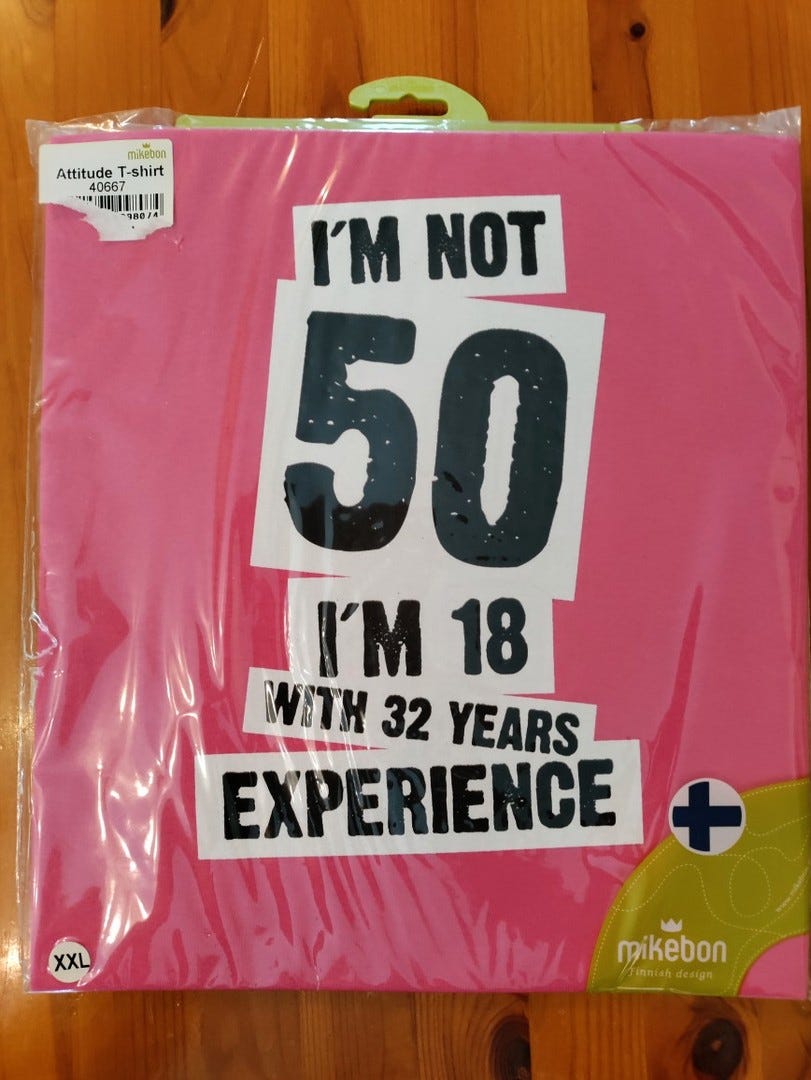 mikebon
Attitude T-shirt
40667
I´M NOT
50
I´M 18
WITH 32 YEARS
EXPERIENCE
XXL
mikebon
Finnish design